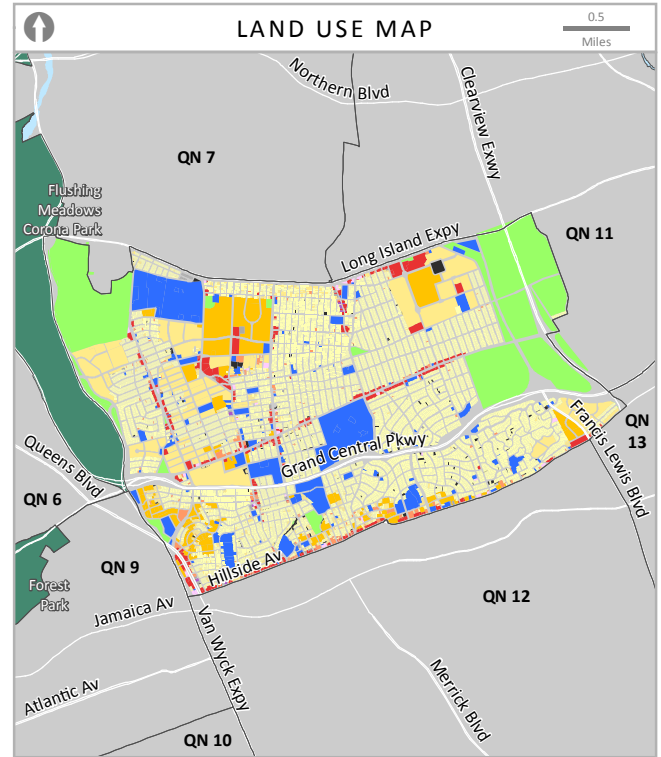 LAND USE MAP
0.5
Miles
Northern Blvd
Clearview Exwy
QN 7
Flushing
Meadows
Corona Park
QN 11
Long Island Expy
Grand Central Pkwy
QN
13
Francis Lewis Blvd
Queens Blvd
QN 6
QN 9
Hillside Av
Forest
Park
QN 12
Jamaica Av
Van Wyck Expy
Merrick Blvd
Atlantic Av
QN 10